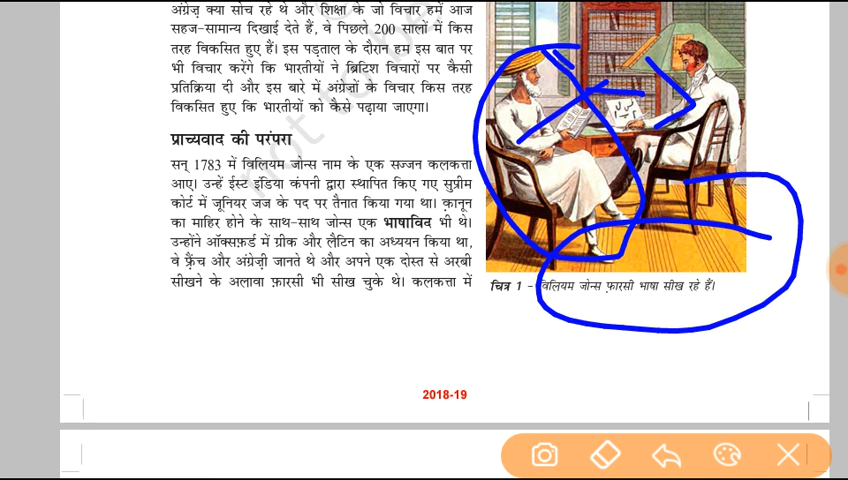 अंग्रेज़ क्या सोच रहे थे और शिक्षा के जो विचार हमें आज
सहज-सामान्य दिखाई देते हैं, वे पिछले 200 सालों में किस
तरह विकसित हुए हैं। इस पड़ताल के दौरान हम इस बात पर
भी विचार करेंगे कि भारतीयों ने ब्रिटिश विचारों पर कैसी
प्रतिक्रिया दी और इस बारे में अंग्रेजों के विचार किस तरह
विकसित हुए कि भारतीयों को कैसे पढ़ाया जाएगा।
प्राच्यवाद की परंपरा
सन् 1783 में विलियम जोन्स नाम के एक सज्जन कलकत्ता
आए। उन्हें ईस्ट इंडिया कंपनी द्वारा स्थापित किए गए सुप्रीम
कोर्ट में जूनियर जज के पद पर तैनात किया गया था। क़ानून
का माहिर होने के साथ-साथ जोन्स एक भाषाविद भी थे।
उन्होंने ऑक्सफ़र्ड में ग्रीक और लैटिन का अध्ययन किया था,
वे फ़्रैंच और अंग्रेज़ी जानते थे और अपने एक दोस्त से अरबी
सीखने के अलावा फ़ारसी भी सीख चुके थे। कलकत्ता में
चित्र 1 - विलियम जोन्स फ़ारसी भाषा सीख रहे हैं।
not to be
2018-19